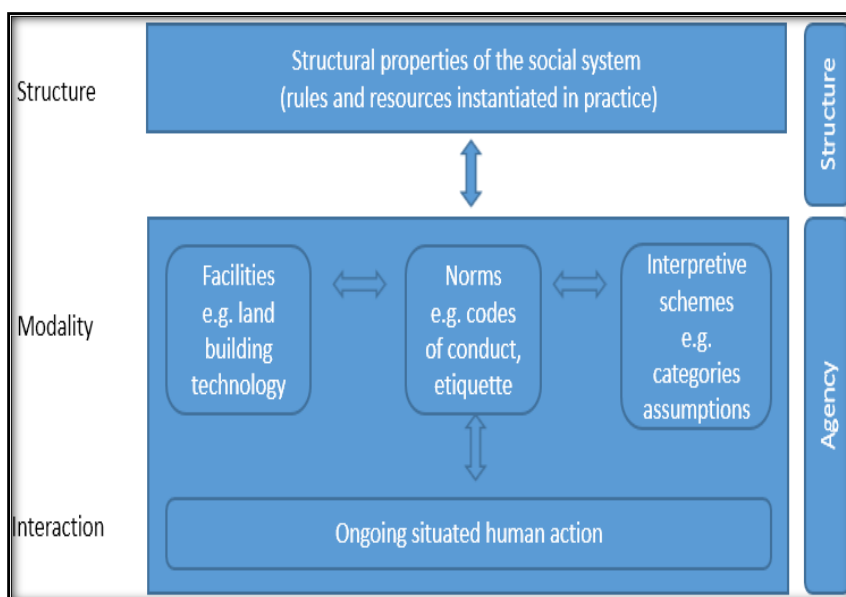 Structure
Structural properties of the social system
(rules and resources instantiated in practice)
Structure
Modality
Facilities
e.g. land
building
technology
Norms
e.g. codes
of conduct,
etiquette
Interpretive
schemes
e.g.
categories
assumptions
Agency
Interaction
Ongoing situated human action